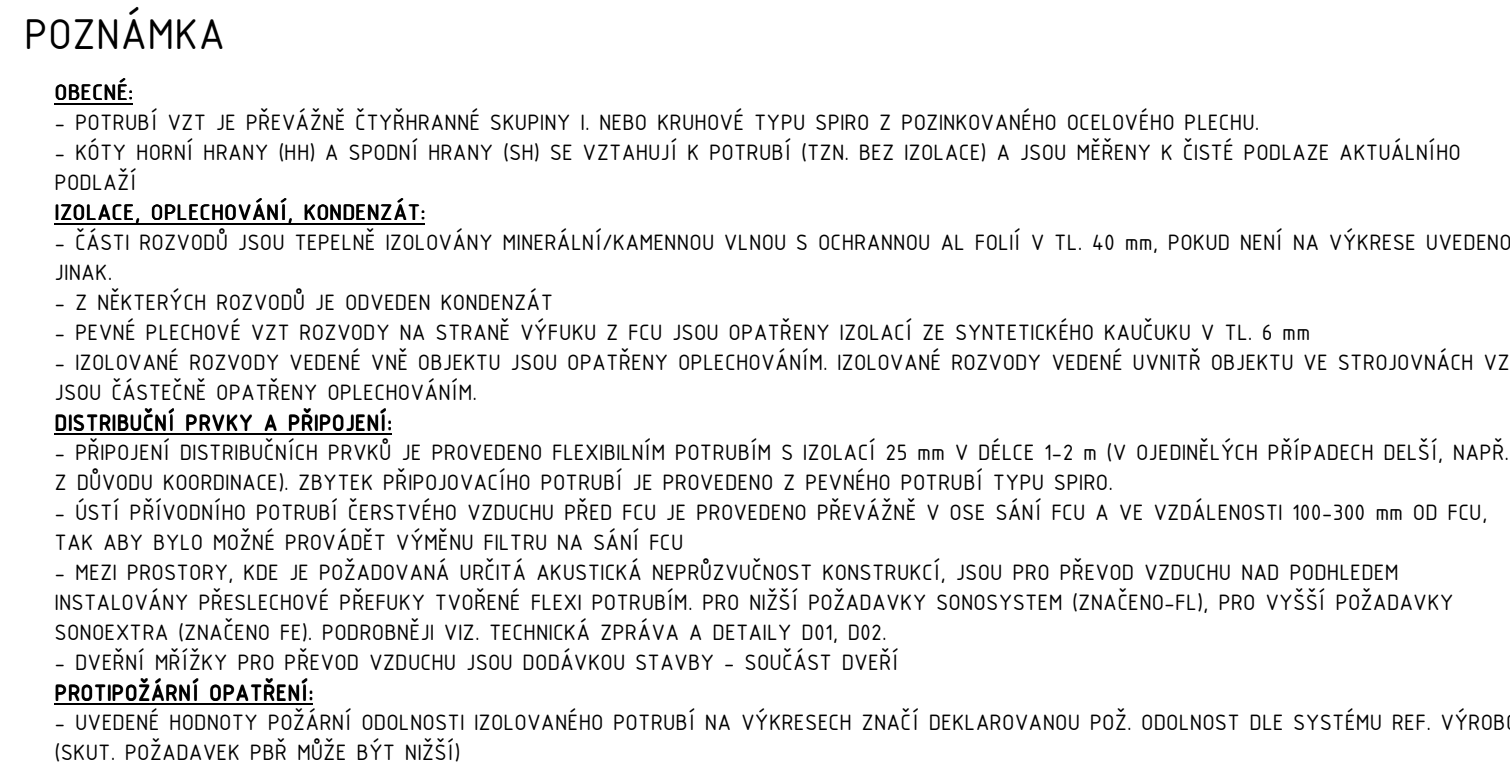 POZNÁMKA
OBECNÉ:
- POTRUBÍ VZT JE PŘEVÁŽNĚ ČTYŘHRANNÉ SKUPINY I. NEBO KRUHOVÉ TYPU SPIRO Z POZINKOVANÉHO OCELOVÉHO PLECHU.
- KÓTY HORNÍ HRANY (HH) A SPODNÍ HRANY (SH) SE VZTAHUJÍ K POTRUBÍ (TZN. BEZ IZOLACE) A JSOU MĚŘENY K ČISTÉ PODLAZE AKTUÁLNÍHO
PODLAŽÍ
IZOLACE, OPLECHOVÁNÍ, KONDENZÁT:
- ČÁSTI ROZVODŮ JSOU TEPELNĚ IZOLOVÁNY MINERÁLNÍ/KAMENNOU VLNOU S OCHRANNOU AL FOLIÍ V TL. 40 mm, POKUD NENÍ NA VÝKRESE UVEDENO
JINAK.
- Z NĚKTERÝCH ROZVODŮ JE ODVEDEN KONDENZÁT
- PEVNÉ PLECHOVÉ VZT ROZVODY NA STRANĚ VÝFUKU Z FCU JSOU OPATŘENY IZOLACÍ ZE SYNTETICKÉHO KAUČUKU V TL. 6 mm
- IZOLOVANÉ ROZVODY VEDENÉ VNĚ OBJEKTU JSOU OPATŘENY OPLECHOVÁNÍM. IZOLOVANÉ ROZVODY VEDENÉ UVNITŘ OBJEKTU VE STROJOVNÁCH VZ
JSOU ČÁSTEČNĚ OPATŘENY OPLECHOVÁNÍM.
DISTRIBUČNÍ PRVKY A PŘIPOJENÍ:
- PŘIPOJENÍ DISTRIBUČNÍCH PRVKŮ JE PROVEDENO FLEXIBILNÍM POTRUBÍM S IZOLACÍ 25 mm V DÉLCE 1-2 m (V OJEDINĚLÝCH PŘÍPADECH DELŠÍ, NAPŘ.
Z DŮVODU KOORDINACE). ZBYTEK PŘIPOJOVACÍHO POTRUBÍ JE PROVEDENO Z PEVNÉHO POTRUBÍ TYPU SPIRO.
- ÚSTÍ PŘÍVODNÍHO POTRUBÍ ČERSTVÉHO VZDUCHU PŘED FCU JE PROVEDENO PŘEVÁŽNĚ V OSE SÁNÍ FCU A VE VZDÁLENOSTI 100-300 mm OD FCU,
TAK ABY BYLO MOŽNÉ PROVÁDĚT VÝMĚNU FILTRU NA SÁNÍ FCU
- MEZI PROSTORY, KDE JE POŽADOVANÁ URČITÁ AKUSTICKÁ NEPRŮZVUČNOST KONSTRUKCÍ, JSOU PRO PŘEVOD VZDUCHU NAD PODHLEDEM
INSTALOVÁNY PŘESLECHOVÉ PŘEFUKY TVOŘENÉ FLEXI POTRUBÍM. PRO NIŽŠÍ POŽADAVKY SONOSYSTEM (ZNAČENO-FL), PRO VYŠŠÍ POŽADAVKY
SONOEXTRA (ZNAČENO FE). PODROBNĚJI VIZ. TECHNICKÁ ZPRÁVA A DETAILY D01, D02.
- DVEŘNÍ MŘÍŽKY PRO PŘEVOD VZDUCHU JSOU DODÁVKOU STAVBY - SOUČÁST DVEŘÍ
PROTIPOŽÁRNÍ OPATŘENÍ:
- UVEDENÉ HODNOTY POŽÁRNÍ ODOLNOSTI IZOLOVANÉHO POTRUBÍ NA VÝKRESECH ZNAČÍ DEKLAROVANOU POŽ. ODOLNOST DLE SYSTÉMU REF. VÝROBC
(SKUT. POŽADAVEK PBŘ MŮŽE BÝT NIŽŠÍ)